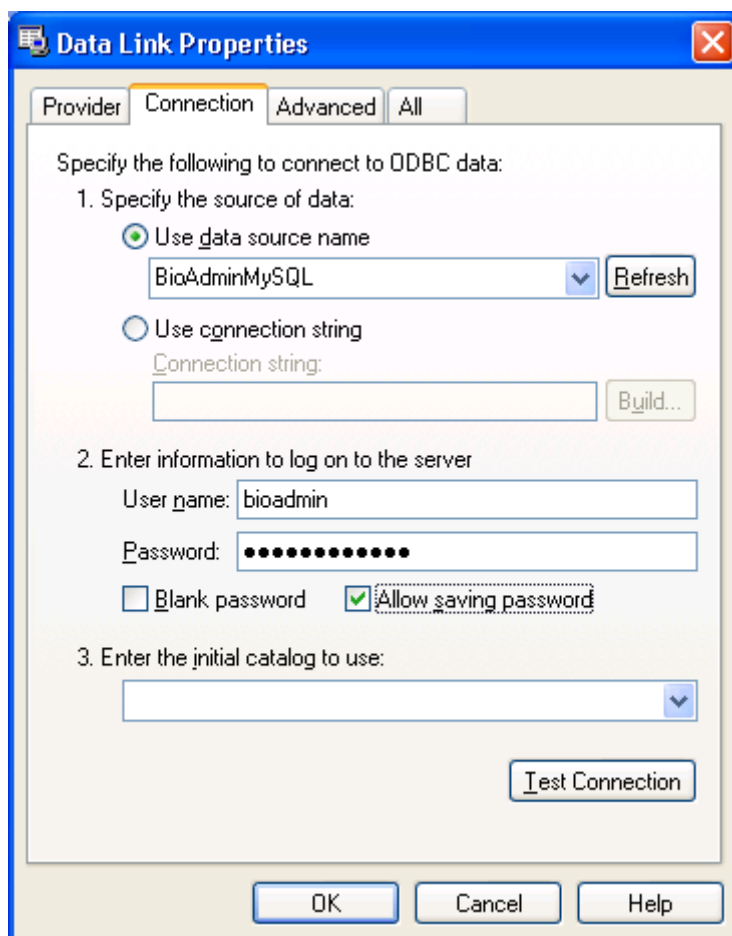 Data Link Properties
Provider Connection Advanced All
Specify the following to connect to ODBC data:
1. Specify the source of data:
Use data source name
BioAdminMySQL Refresh
Use connection string
Connection string:
Build...
2. Enter information to log on to the server
User name: bioadmin
Password: ●●●●●●●●●●●●
Blank password Allow saving password
3. Enter the initial catalog to use:
Test Connection
OK Cancel Help